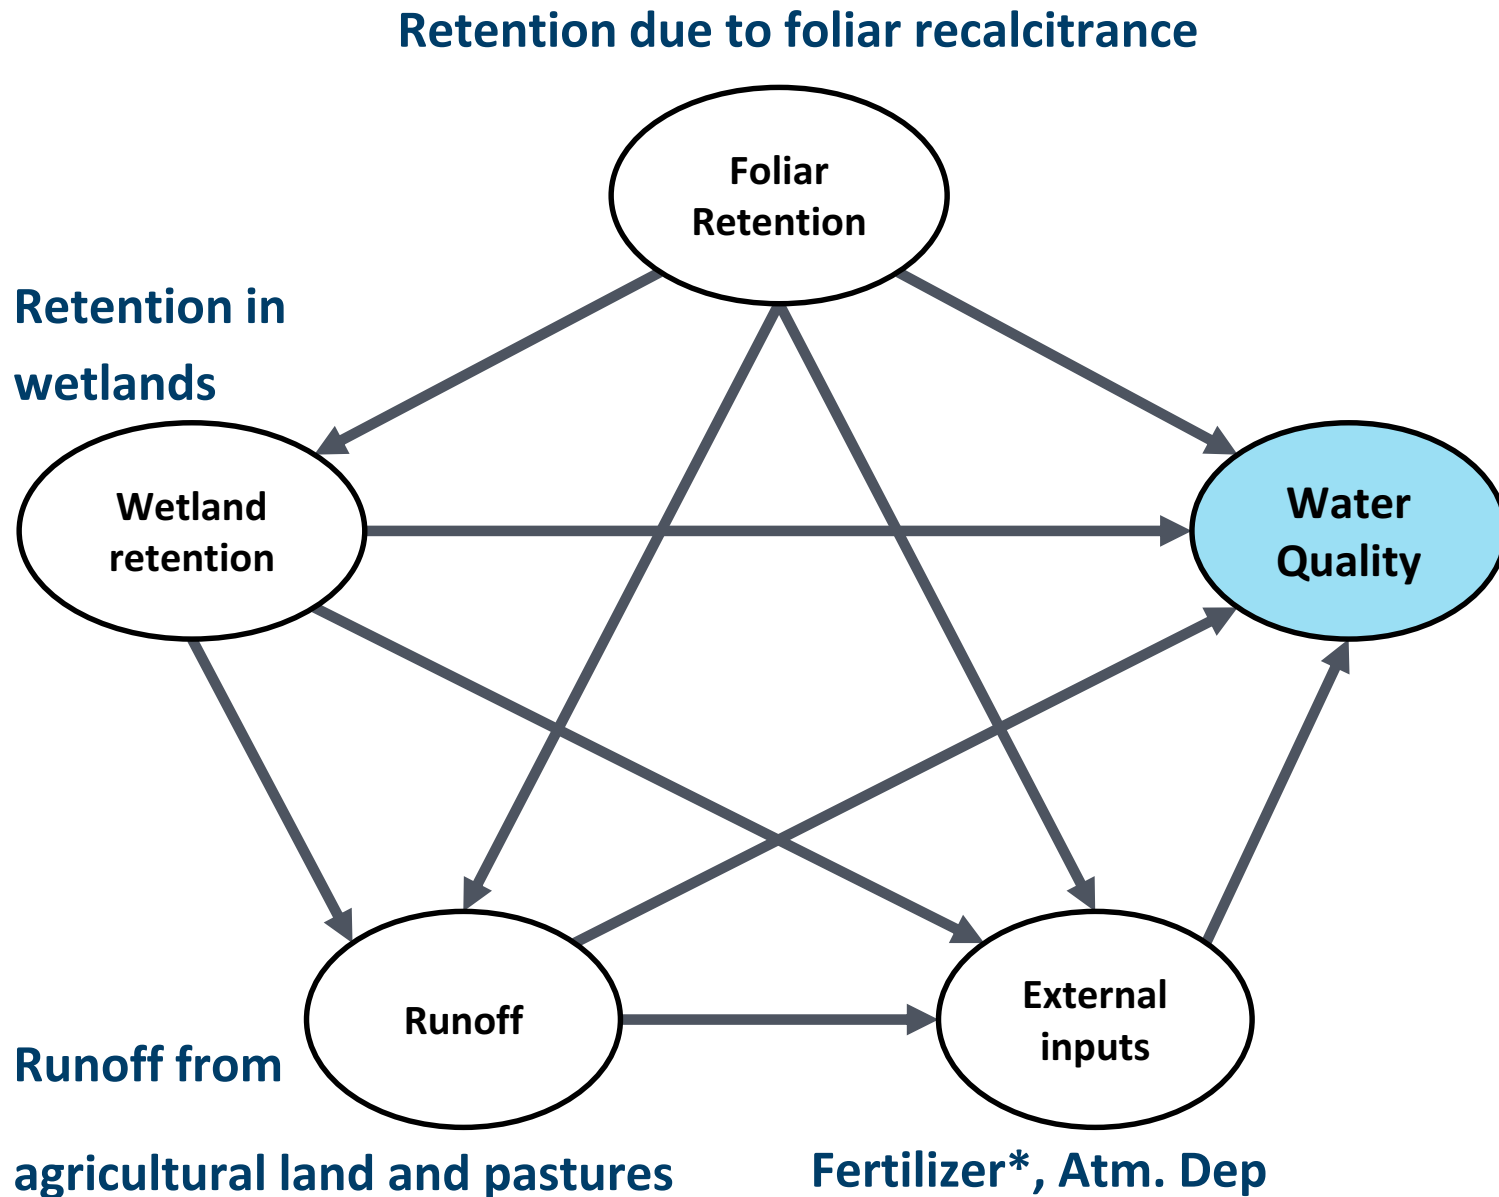 Retention due to foliar recalcitrance
Foliar
Retention
Retention in
wetlands
Wetland
retention
Water
Quality
Runoff
External
inputs
Runoff from
agricultural land and pastures
Fertilizer*, Atm. Dep